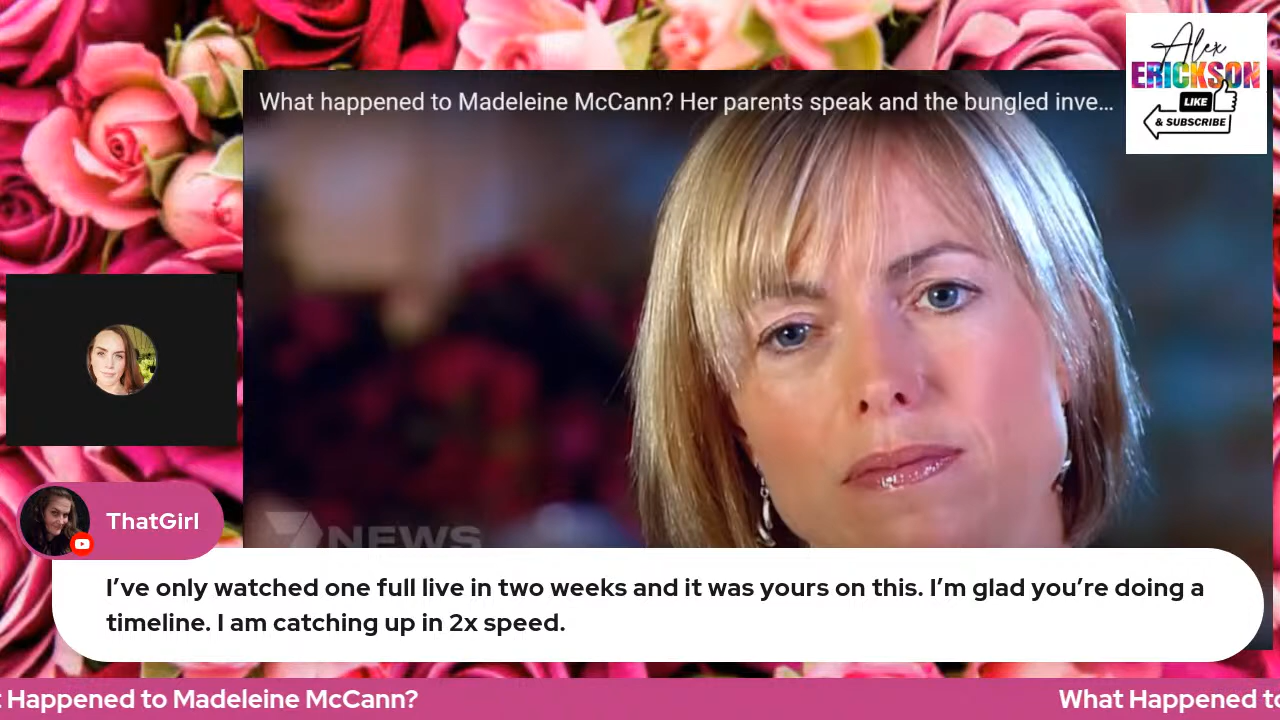 What happened to Madeleine McCann? Her parents speak and the bungled inve...
Alex
ERICKSON
LIKE
& SUBSCRIBE
7NEWS
ThatGirl
I've only watched one full live in two weeks and it was yours on this. I'm glad you're doing a
timeline. I am catching up in 2x speed.
t Happened to Madeleine McCann?
What Happened to